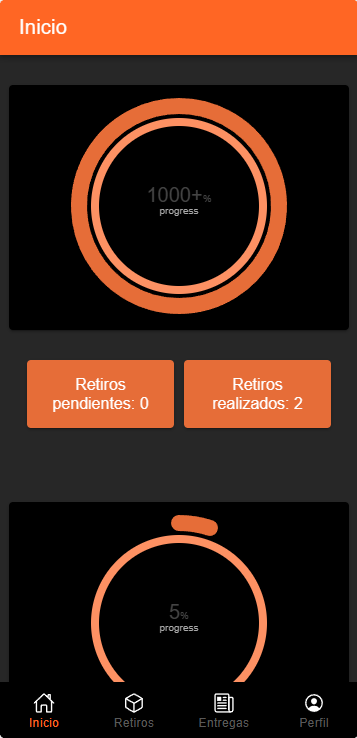 Inicio
1000+%
progress
Retiros
pendientes: 0
Retiros
realizados: 2
5%
progress
Inicio
Retiros
Entregas
Perfil